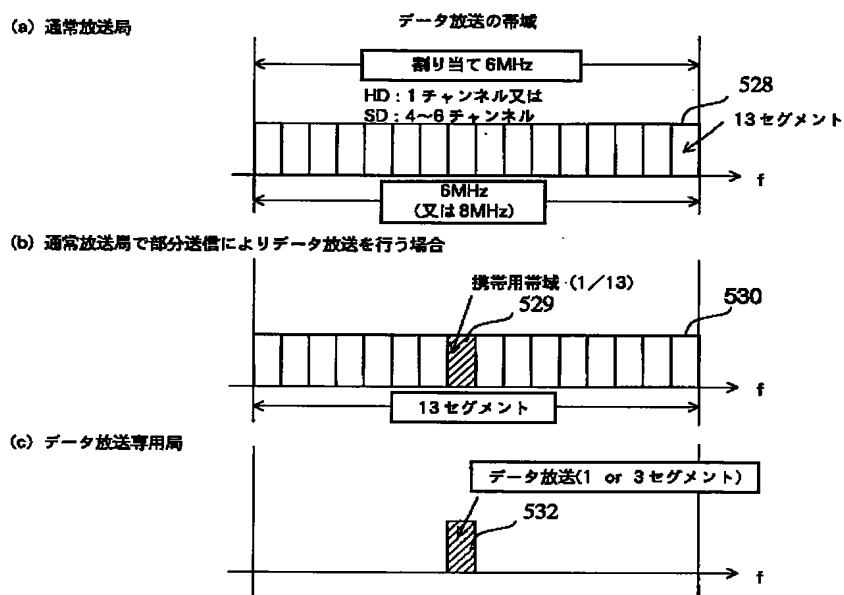 データ放送の帯域
(a) 通常放送局
割り当て6MHz
HD:1チャンネル又は
SD:4〜6チャンネル
528
13セグメント
f
6MHz
(又は8MHz)
(b) 通常放送局で部分送信によりデータ放送を行う場合
携帯用帯域 (1/13)
529
530
f
13セグメント
(c) データ放送専用局
データ放送(1 or 3セグメント)
532
f